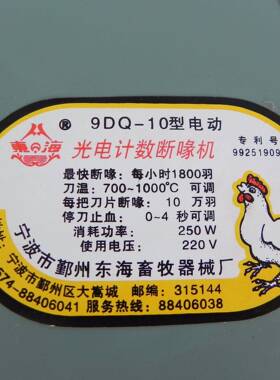 東海
®
9DQ-10型电动
光电计数断喙机
专利号
99251909
最快断喙：每小时1800羽
刀温：700~1000℃ 可调
每把刀片断喙：10 万羽
停刀止血：0~4 秒可调
消耗功率：250W
使用电压：220V
宁波市鄞州东海畜牧器械厂
宁波市鄞州区大嵩城 邮编：315144
574-88406041 服务热线：88406038